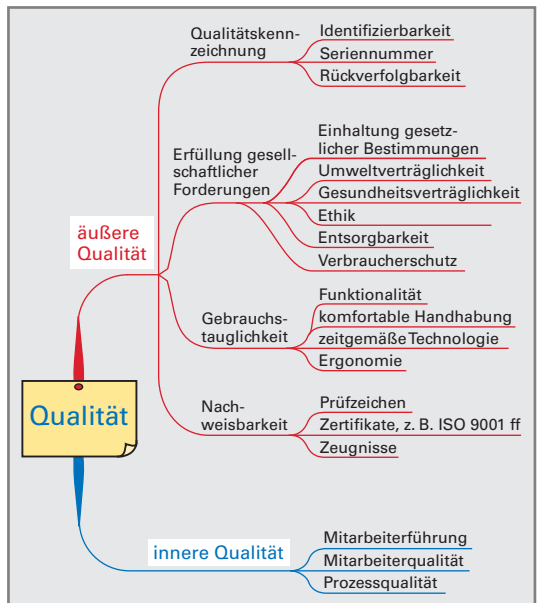 Qualität
äußere
Qualität
Qualitätskenn-
zeichnung
Identifizierbarkeit
Seriennummer
Rückverfolgbarkeit
Erfüllung gesell-
schaftlicher
Forderungen
Einhaltung gesetz-
licher Bestimmungen
Umweltverträglichkeit
Gesundheitsverträglichkeit
Ethik
Entsorgbarkeit
Verbraucherschutz
Gebrauchs-
tauglichkeit
Funktionalität
komfortable Handhabung
zeitgemäße Technologie
Ergonomie
Nach-
weisbarkeit
Prüfzeichen
Zertifikate, z. B. ISO 9001 ff
Zeugnisse
innere Qualität
Mitarbeiterführung
Mitarbeiterqualität
Prozessqualität